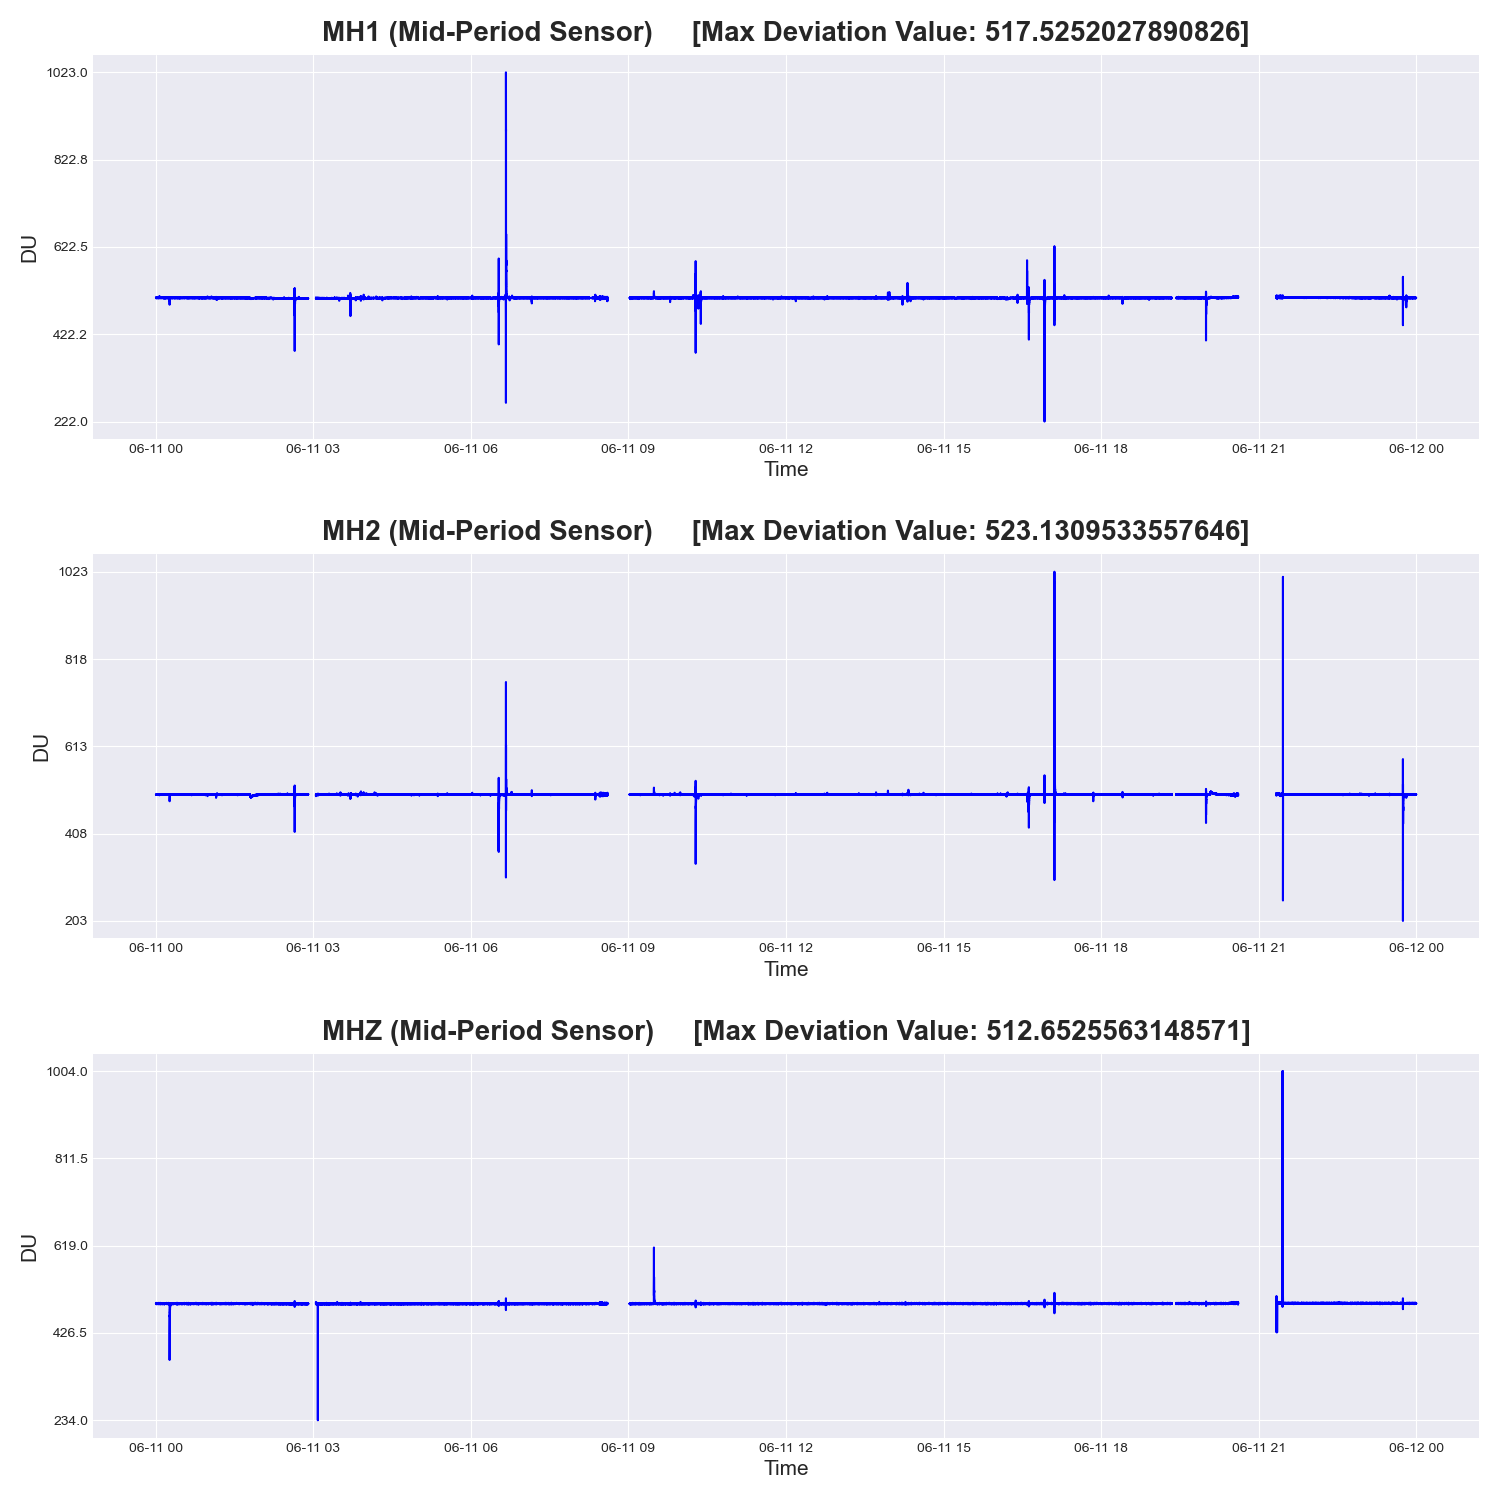 MH1 (Mid-Period Sensor) [Max Deviation Value: 517.5252027890826]
1023.0
822.8
622.5
422.2
222.0
DU
06-11 00 06-11 03 06-11 06 06-11 09 06-11 12 06-11 15 06-11 18 06-11 21 06-12 00
Time
MH2 (Mid-Period Sensor) [Max Deviation Value: 523.1309533557646]
1023
818
613
408
203
DU
06-11 00 06-11 03 06-11 06 06-11 09 06-11 12 06-11 15 06-11 18 06-11 21 06-12 00
Time
MHZ (Mid-Period Sensor) [Max Deviation Value: 512.6525563148571]
1004.0
811.5
619.0
426.5
234.0
DU
06-11 00 06-11 03 06-11 06 06-11 09 06-11 12 06-11 15 06-11 18 06-11 21 06-12 00
Time